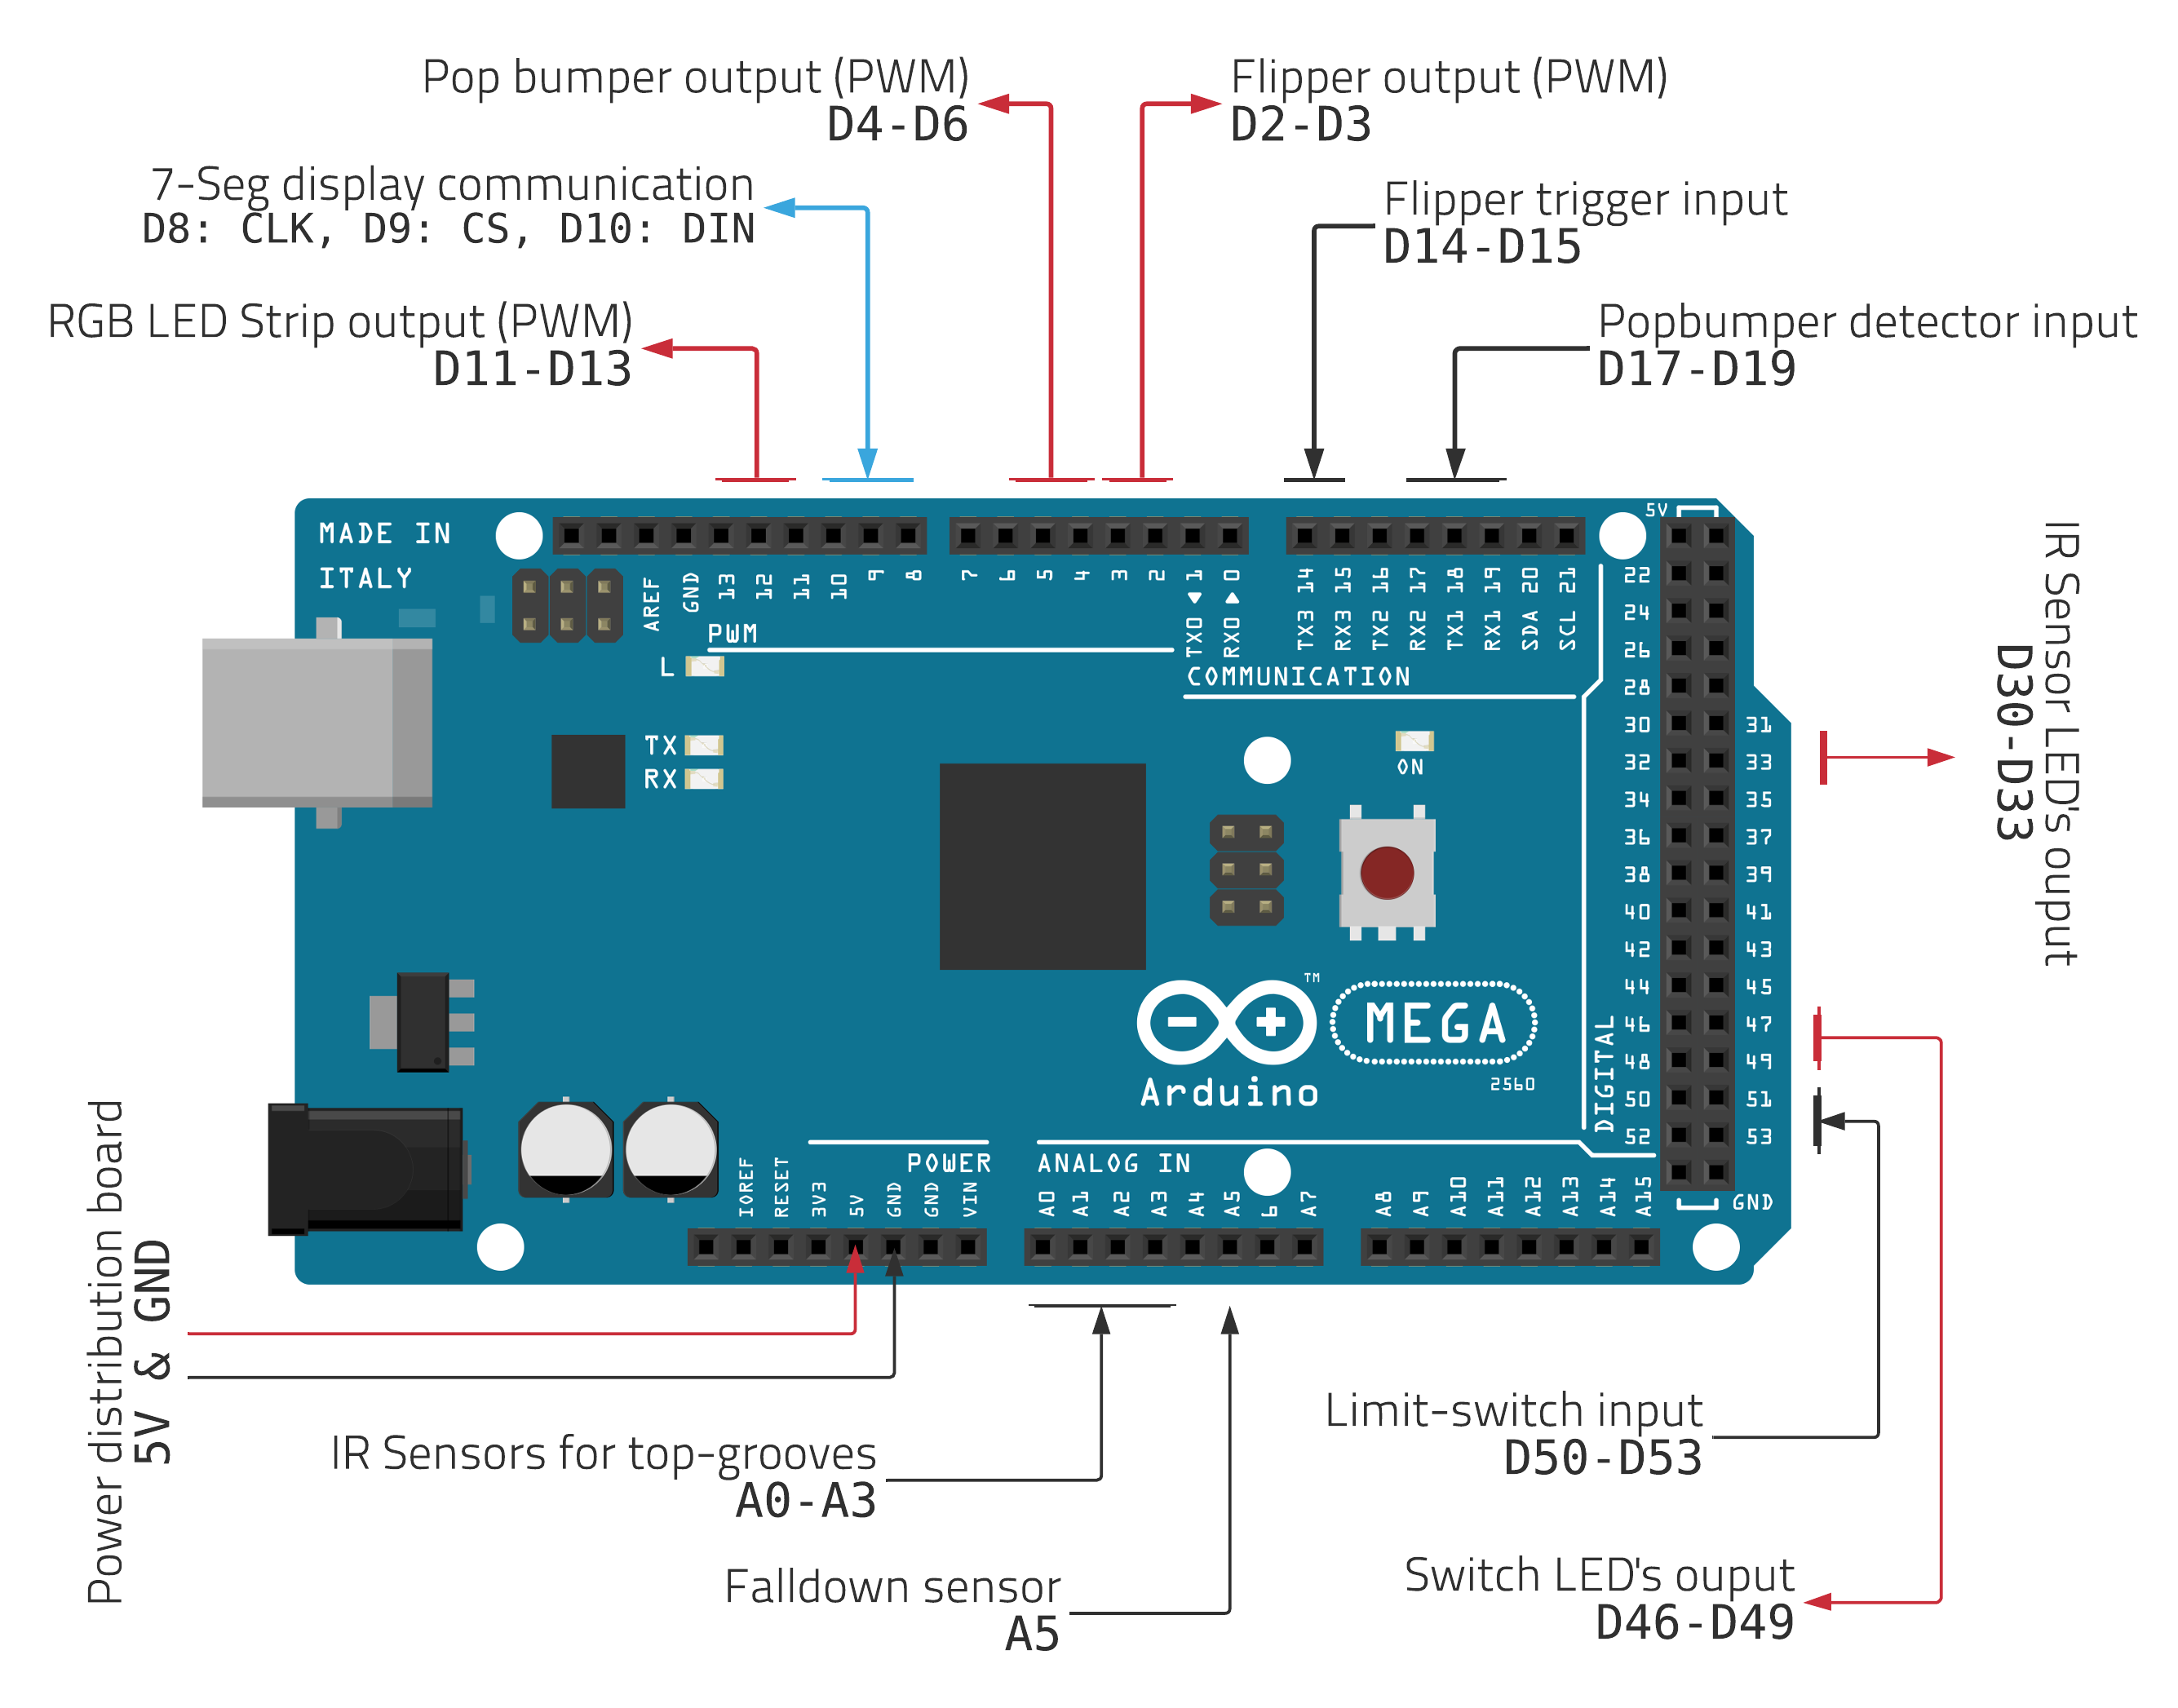 Pop bumper output (PWM)
D4-D6
Flipper output (PWM)
D2-D3
7-Seg display communication
D8: CLK, D9: CS, D10: DIN
Flipper trigger input
D14-D15
RGB LED Strip output (PWM)
D11-D13
Popbumper detector input
D17-D19
MADE IN
ITALY
AREF
GND
13
12
11
10
9
8
7
6
5
4
3
2
TX0 1
RX0 0
TX3 14
RX3 15
TX2 16
RX2 17
TX1 18
RX1 19
SDA 20
SCL 21
PWM
COMMUNICATION
L
TX
RX
ON
5V
22
24
26
28
30 31
32 33
34 35
36 37
38 39
40 41
42 43
44 45
46 47
48 49
50 51
52 53
GND
DIGITAL
IR Sensor LED's ouput
D30-D33
TM
MEGA
2560
Arduino
POWER
IOREF
RESET
3V3
5V
GND
GND
VIN
ANALOG IN
A0
A1
A2
A3
A4
A5
6
A7
A8
A9
A10
A11
A12
A13
A14
A15
Power distribution board
5V & GND
IR Sensors for top-grooves
A0-A3
Limit-switch input
D50-D53
Falldown sensor
A5
Switch LED's ouput
D46-D49